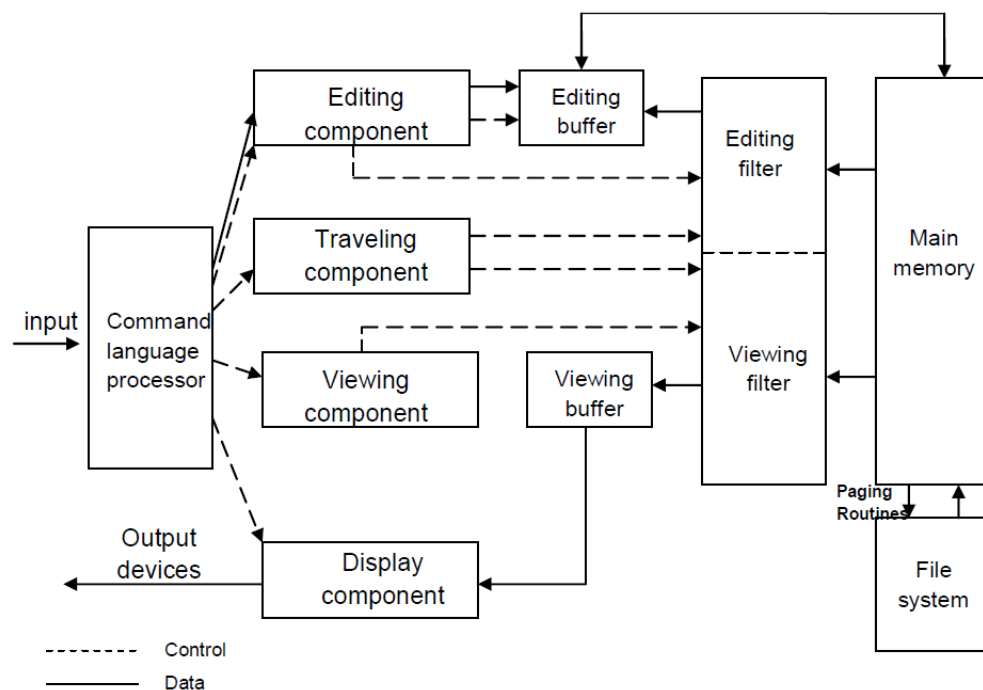 Editing
component
Editing
buffer
Editing
filter
Traveling
component
Main
memory
input
Command
language
processor
Viewing
component
Viewing
buffer
Viewing
filter
Paging
Routines
Output
devices
Display
component
File
system
Control
Data